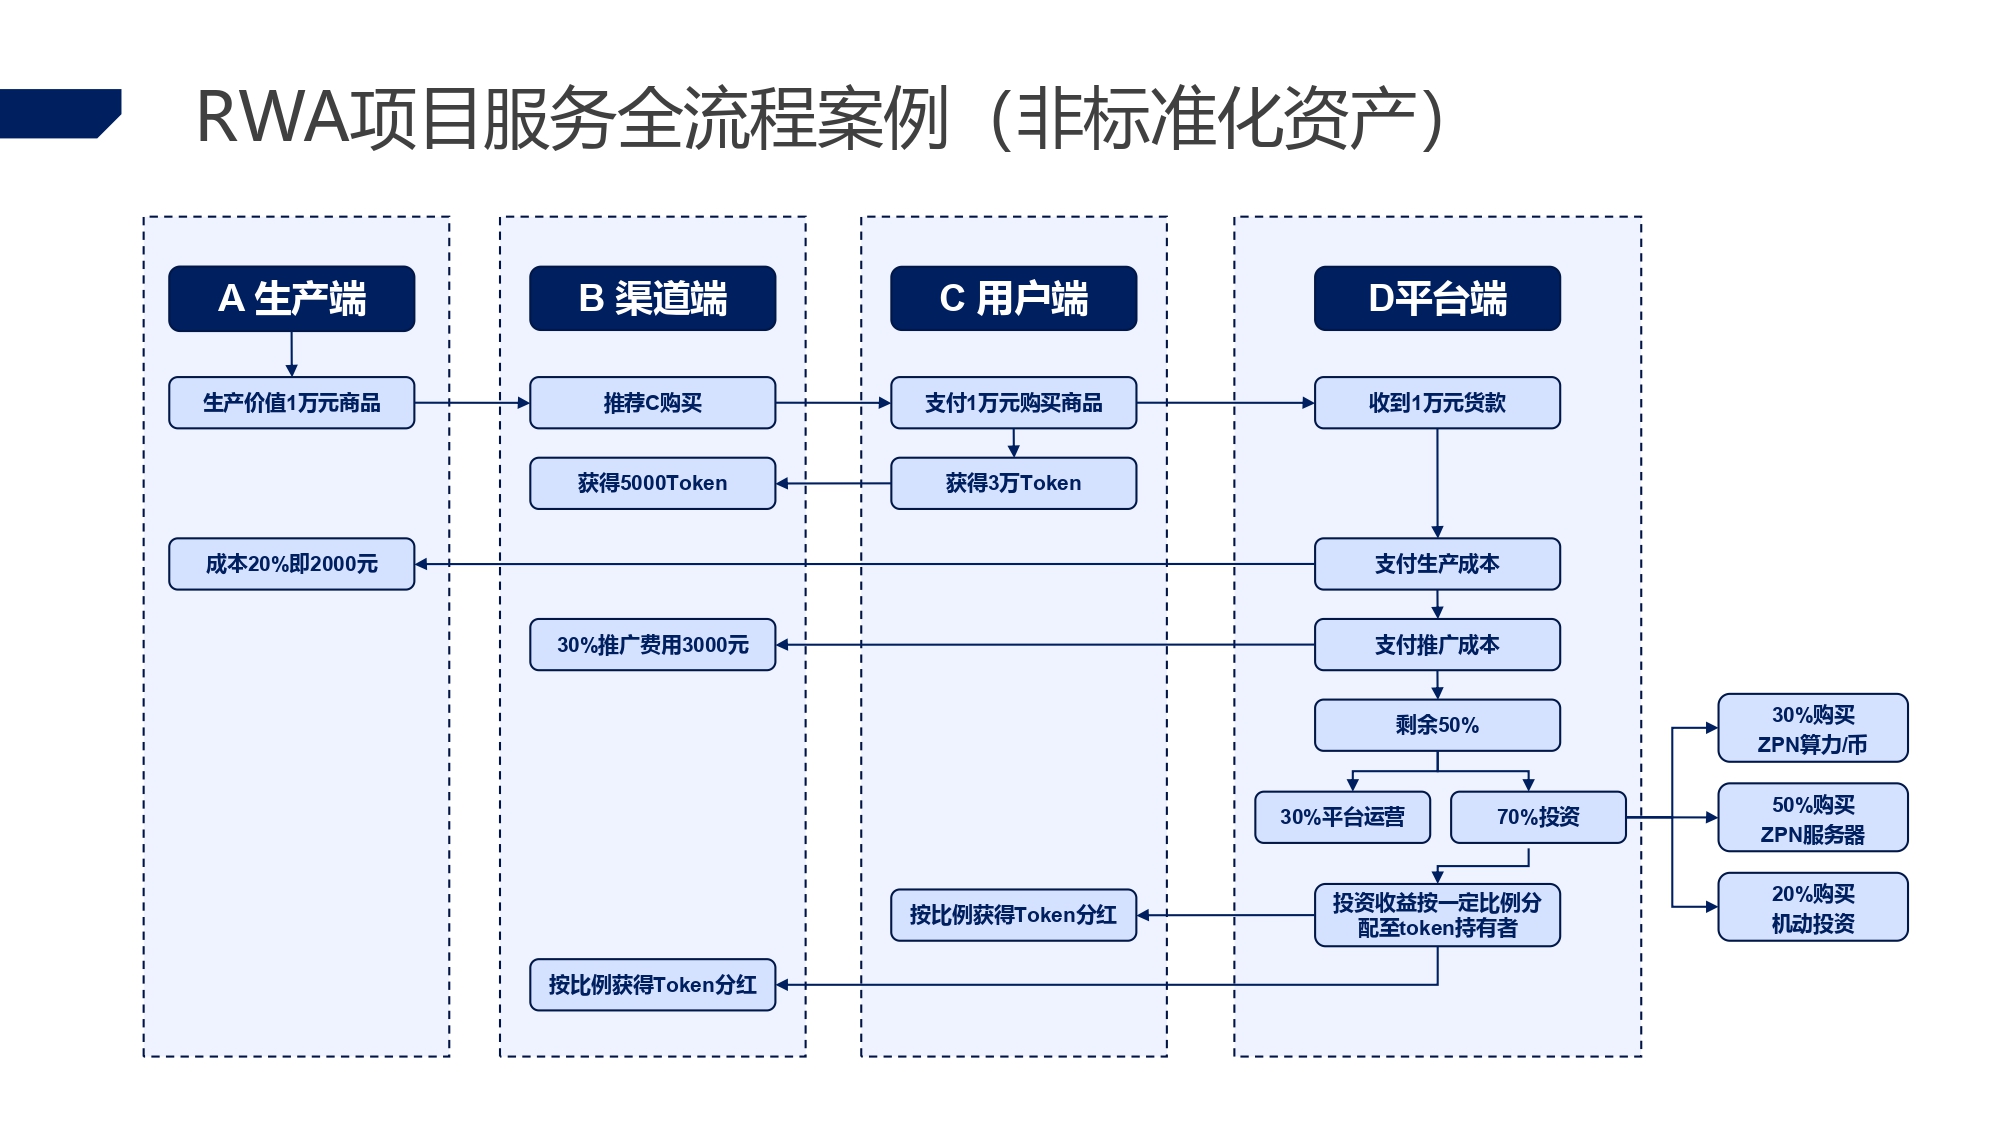 RWA项目服务全流程案例（非标准化资产）
A 生产端
B 渠道端
C 用户端
D平台端
生产价值1万元商品
推荐C购买
支付1万元购买商品
收到1万元货款
获得5000Token
获得3万Token
成本20%即2000元
支付生产成本
30%推广费用3000元
支付推广成本
剩余50%
30%平台运营
70%投资
30%购买
ZPN算力/币
50%购买
ZPN服务器
20%购买
机动投资
按比例获得Token分红
投资收益按一定比例分
配至token持有者
按比例获得Token分红